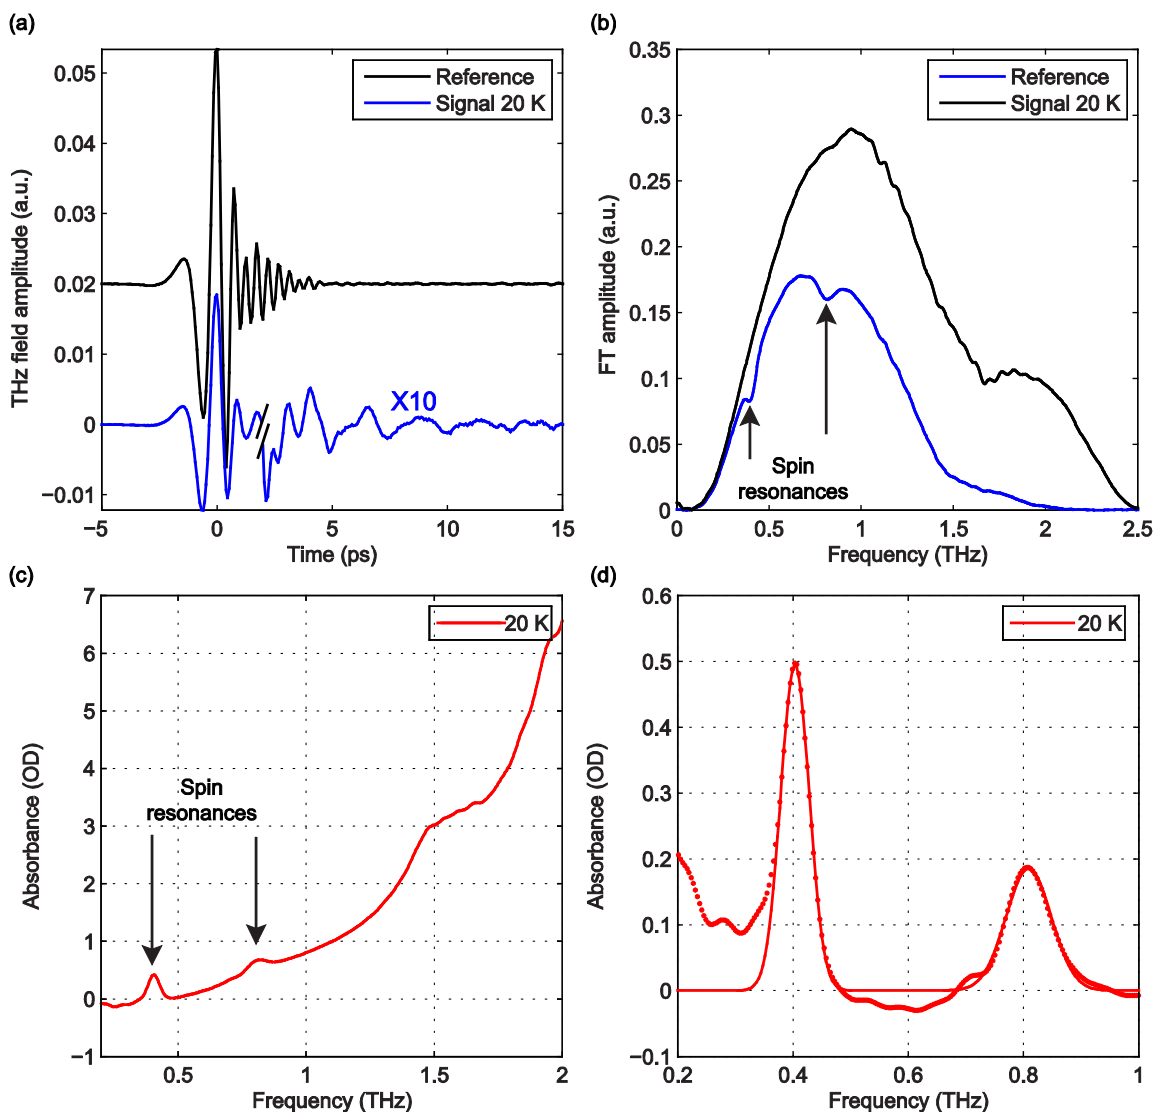 (a)
(b)
0.05
0.04
0.03
0.02
0.01
0
−0.01
THz field amplitude (a.u.)
Reference
Signal 20 K
X10
−5
0
5
10
15
Time (ps)
0.35
0.3
0.25
0.2
0.15
0.1
0.05
0
FT amplitude (a.u.)
Reference
Signal 20 K
Spin
resonances
0
0.5
1
1.5
2
2.5
Frequency (THz)
(c)
(d)
7
6
5
4
3
2
1
0
−1
Absorbance (OD)
20 K
Spin
resonances
0.5
1
1.5
2
Frequency (THz)
0.6
0.5
0.4
0.3
0.2
0.1
0
−0.1
Absorbance (OD)
20 K
0.2
0.4
0.6
0.8
1
Frequency (THz)